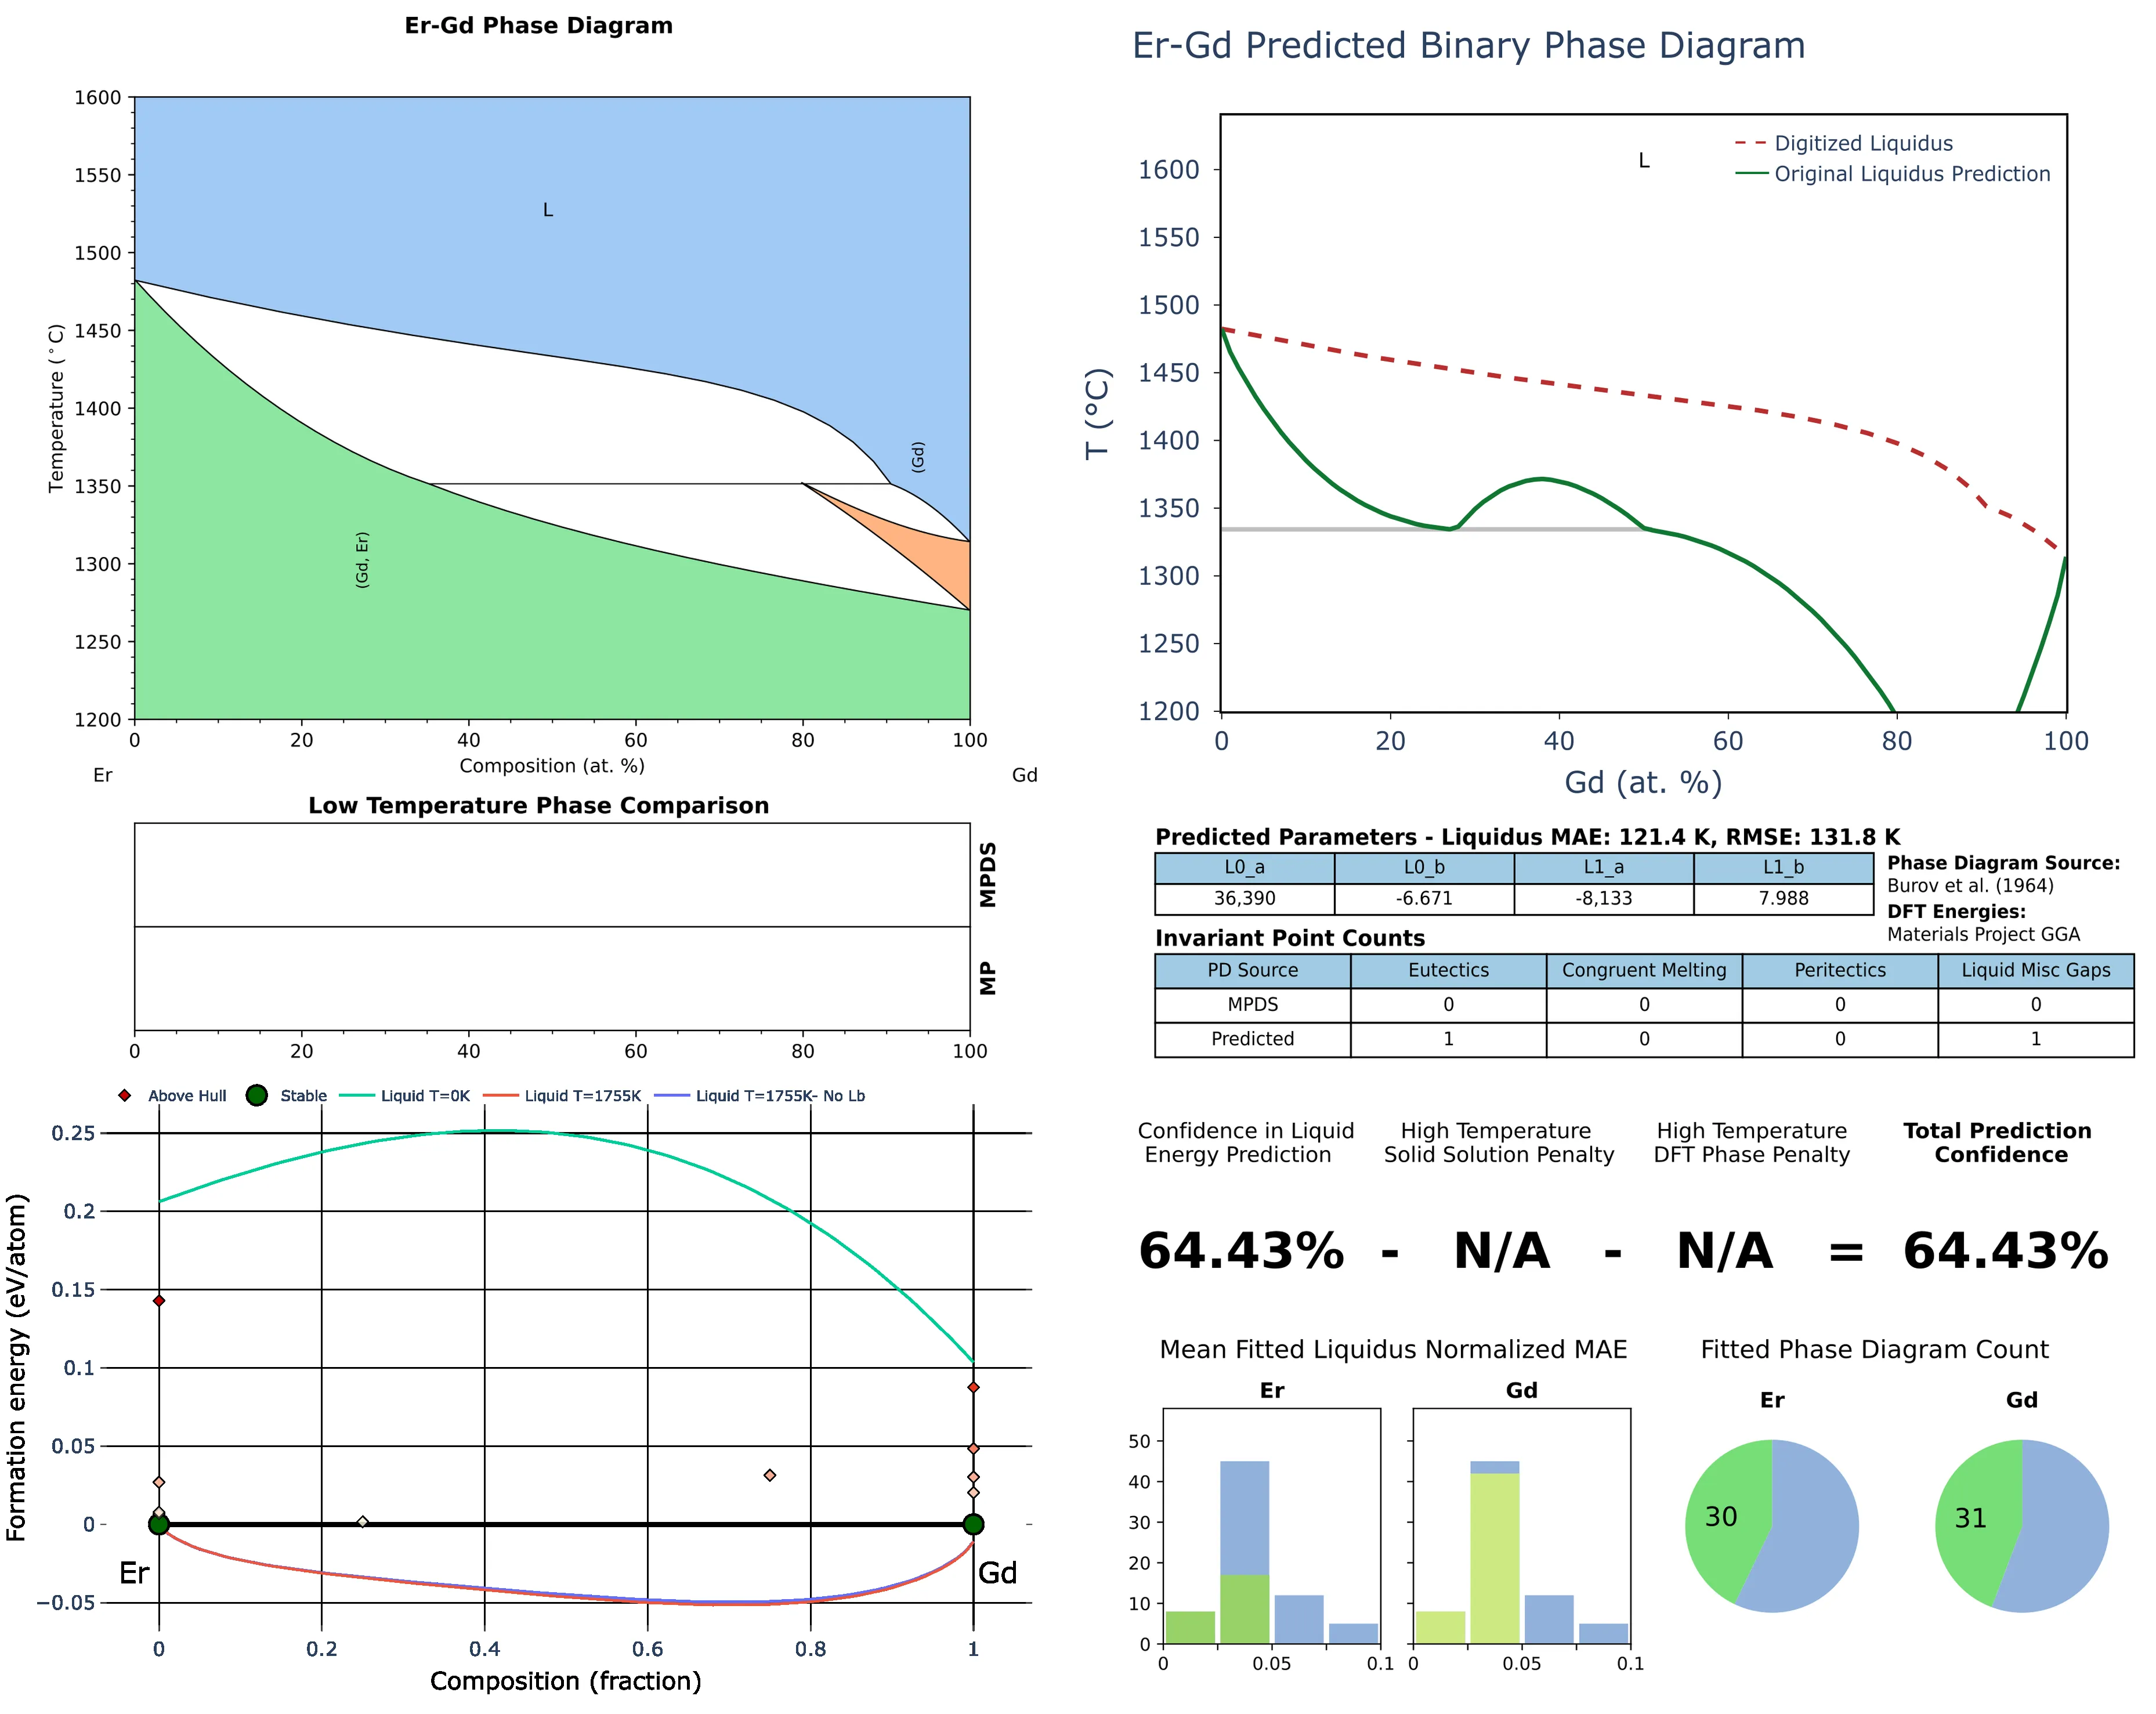 Er-Gd Phase Diagram
1600
1550
1500
1450
1400
1350
1300
1250
1200
Temperature (°C)
L
(Gd)
(Gd, Er)
0 20 40 60 80 100
Composition (at. %)
Er Gd
Er-Gd Predicted Binary Phase Diagram
Digitized Liquidus
Original Liquidus Prediction
L
1600
1550
1500
1450
1400
1350
1300
1250
1200
T (°C)
0 20 40 60 80 100
Gd (at. %)
Low Temperature Phase Comparison
MPDS
MP
0 20 40 60 80 100
Predicted Parameters - Liquidus MAE: 121.4 K, RMSE: 131.8 K
L0_a L0_b L1_a L1_b
36,390 -6.671 -8,133 7.988
Phase Diagram Source:
Burov et al. (1964)
DFT Energies:
Materials Project GGA
Invariant Point Counts
PD Source Eutectics Congruent Melting Peritectics Liquid Misc Gaps
MPDS 0 0 0 0
Predicted 1 0 0 1
Above Hull Stable Liquid T=0K Liquid T=1755K Liquid T=1755K- No Lb
0.25
0.2
0.15
0.1
0.05
0
−0.05
Formation energy (eV/atom)
Er Gd
0 0.2 0.4 0.6 0.8 1
Composition (fraction)
Confidence in Liquid
Energy Prediction
High Temperature
Solid Solution Penalty
High Temperature
DFT Phase Penalty
Total Prediction
Confidence
64.43% - N/A - N/A = 64.43%
Mean Fitted Liquidus Normalized MAE
Er Gd
50
40
30
20
10
0
0 0.05 0.1 0 0.05 0.1
Fitted Phase Diagram Count
Er Gd
30 31